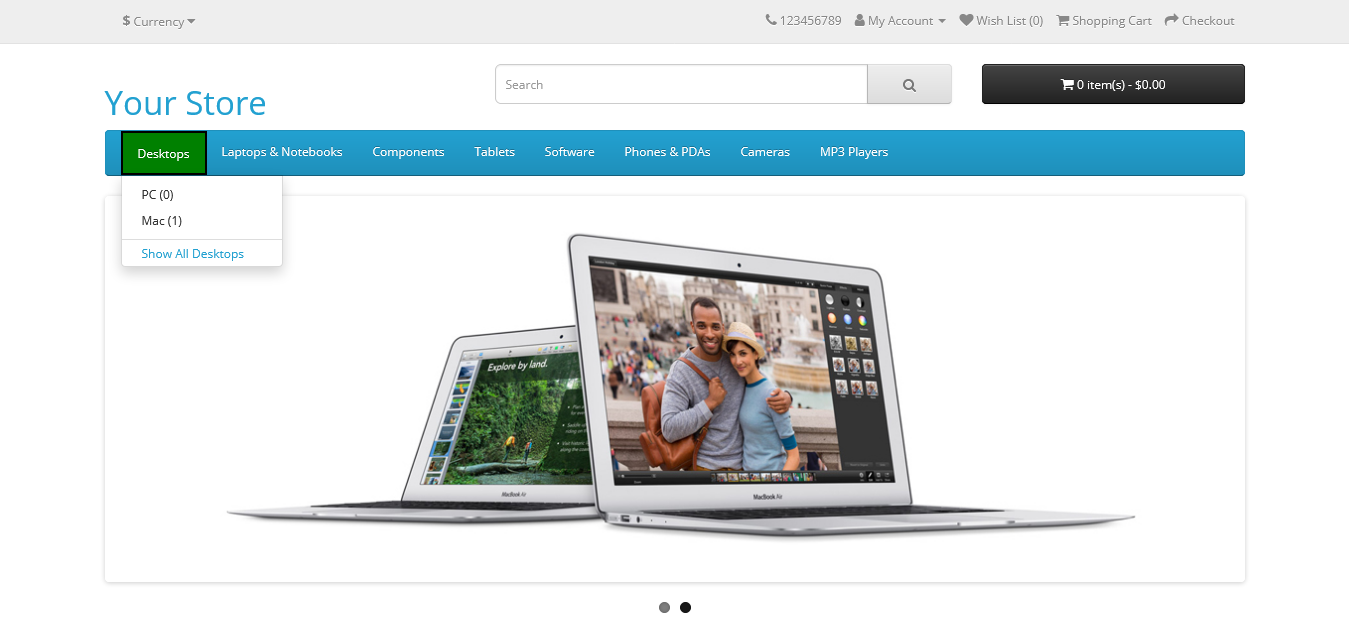 $ Currency
123456789 My Account Wish List (0) Shopping Cart Checkout
Your Store
Search
0 item(s) - $0.00
Desktops Laptops & Notebooks Components Tablets Software Phones & PDAs Cameras MP3 Players
PC (0)
Mac (1)
Show All Desktops
Explore by land.
MacBook Air
MacBook Air